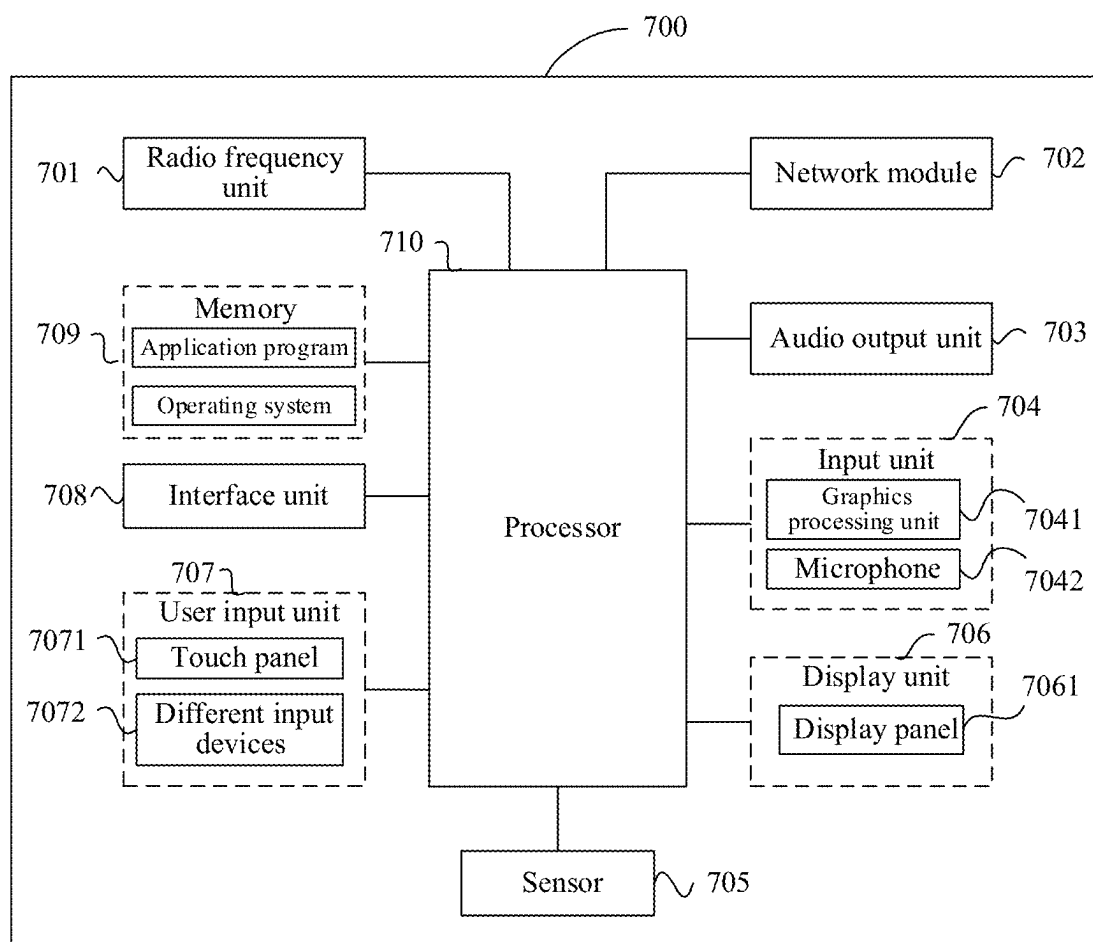 700
701
Radio frequency
unit
Network module
702
710
709
Memory
Application program
Operating system
Audio output unit
703
704
708
Interface unit
Processor
Input unit
Graphics
processing unit
7041
Microphone
7042
707
User input unit
7071
Touch panel
7072
Different input
devices
706
Display unit
7061
Display panel
Sensor
705